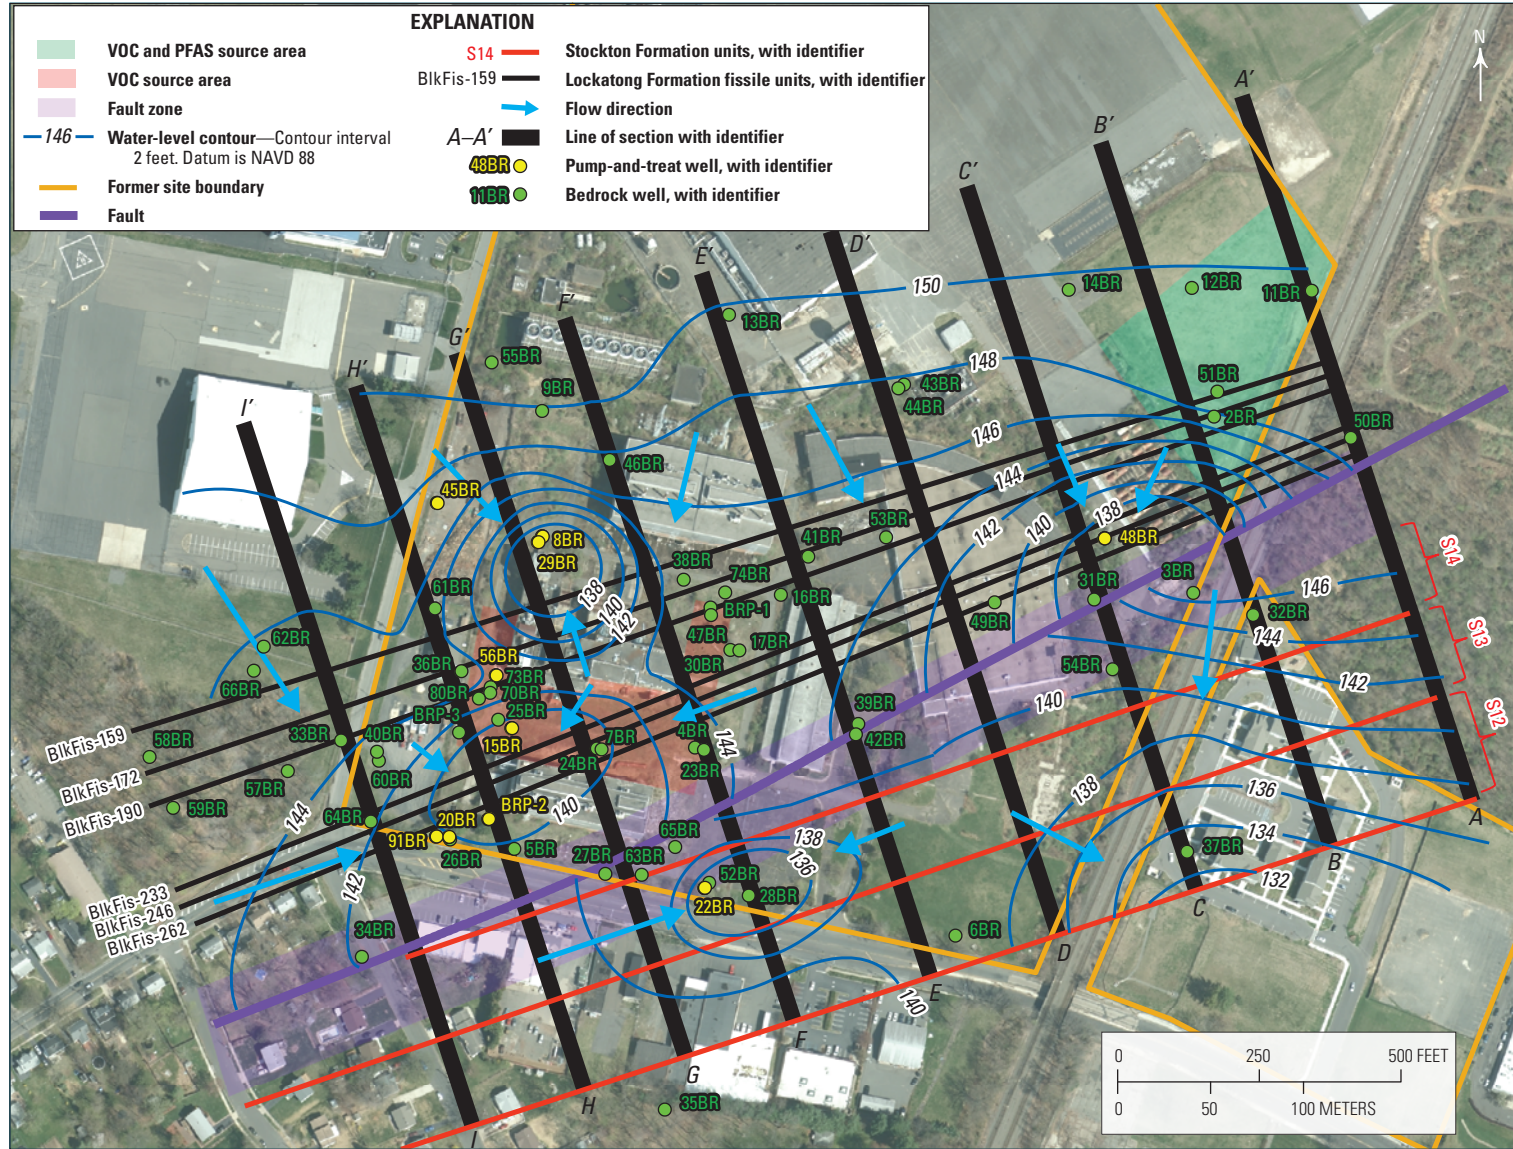 EXPLANATION
VOC and PFAS source area
VOC source area
Fault zone
146 Water-level contour—Contour interval
2 feet. Datum is NAVD 88
Former site boundary
Fault
S14 Stockton Formation units, with identifier
BlkFis-159 Lockatong Formation fissile units, with identifier
Flow direction
A–A′ Line of section with identifier
48BR Pump-and-treat well, with identifier
11BR Bedrock well, with identifier
N
A′
B′
C′
D′
E′
F′
G′
H′
I′
150
14BR
12BR
11BR
13BR
148
43BR
44BR
51BR
2BR
50BR
55BR
9BR
146
46BR
45BR
144
138
53BR
142
140
48BR
41BR
8BR
29BR
38BR
74BR
16BR
31BR
3BR
146
S14
61BR
138
140
142
BRP-1
47BR
17BR
30BR
49BR
32BR
144
S13
62BR
66BR
36BR
56BR
73BR
80BR
70BR
BRP-3
25BR
54BR
142
140
S12
39BR
42BR
BlkFis-159
58BR
33BR
40BR
60BR
57BR
15BR
24BR
7BR
4BR
23BR
144
BlkFis-172
BlkFis-190
59BR
144
64BR
BRP-2
20BR
91BR
26BR
5BR
140
138
136
134
132
65BR
138
136
27BR
63BR
52BR
28BR
22BR
37BR
A
B
C
D
E
F
G
H
I
BlkFis-233
BlkFis-246
BlkFis-262
142
34BR
6BR
140
35BR
0 250 500 FEET
0 50 100 METERS